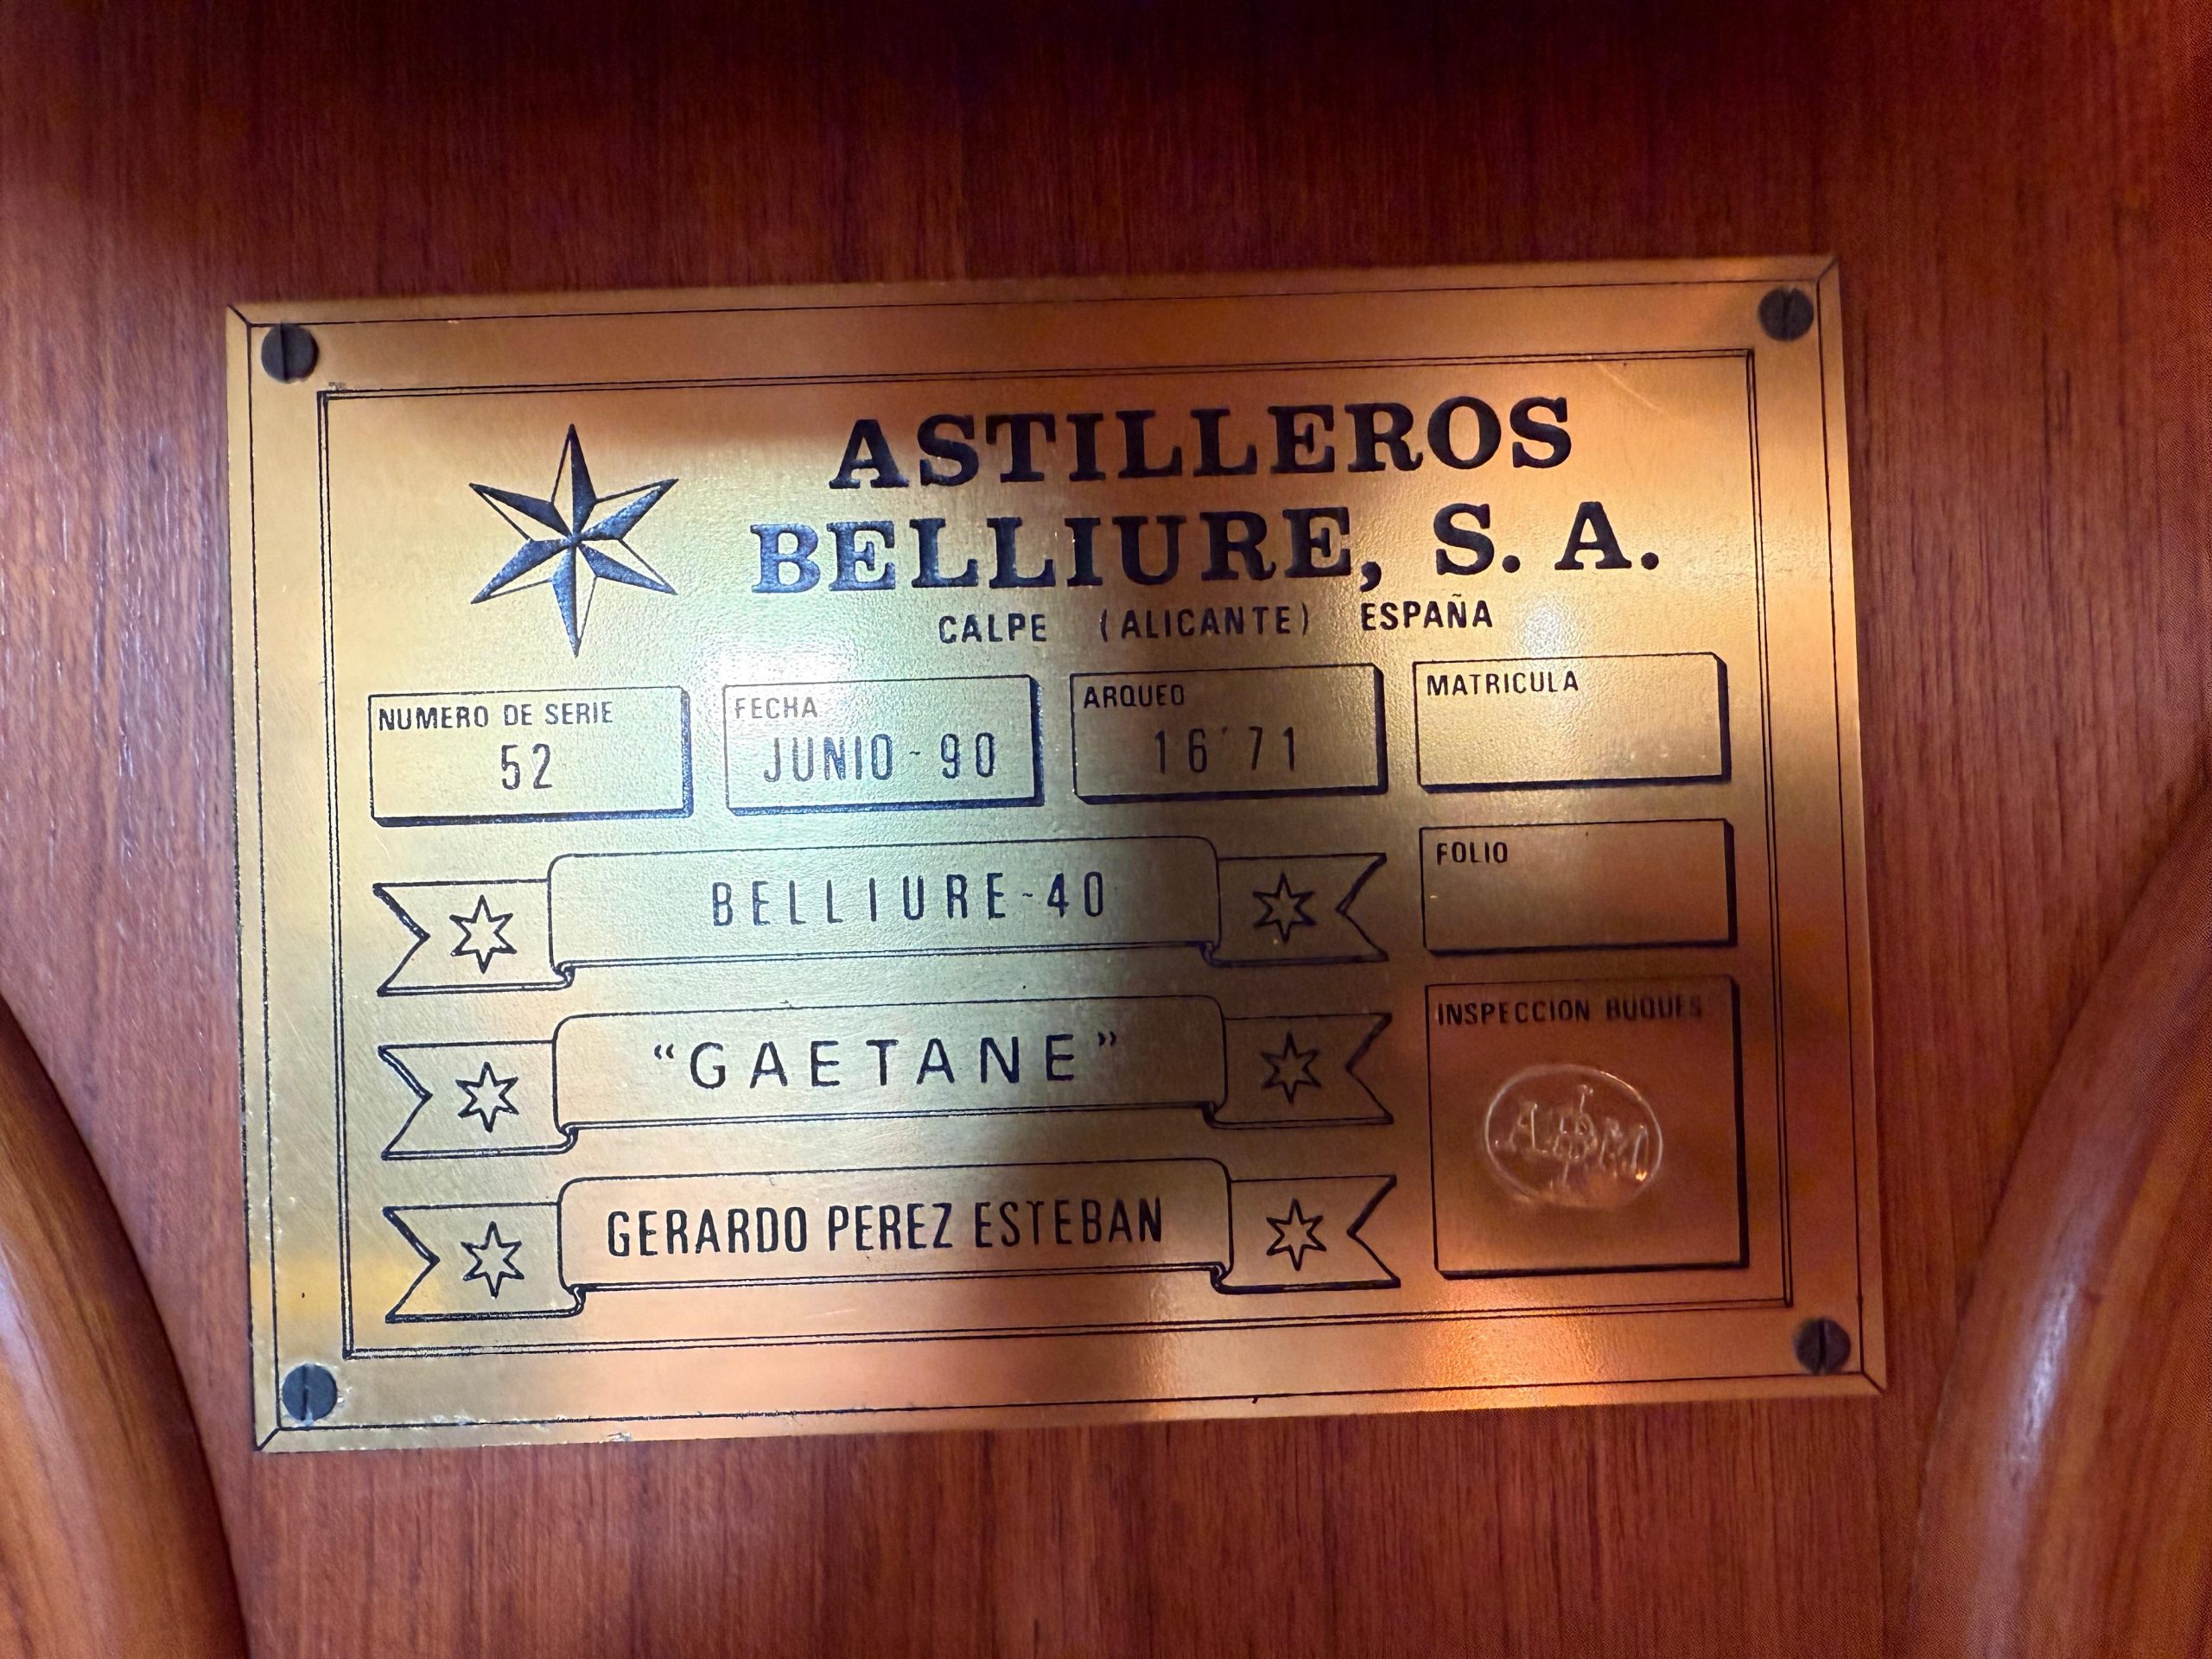 ASTILLEROS
BELLIURE, S. A.
CALPE (ALICANTE) ESPAÑA
NUMERO DE SERIE
52
FECHA
JUNIO - 90
ARQUEO
16'71
MATRICULA
BELLIURE-40
FOLIO
"GAETANE"
INSPECCION BUQUES
GERARDO PEREZ ESTEBAN